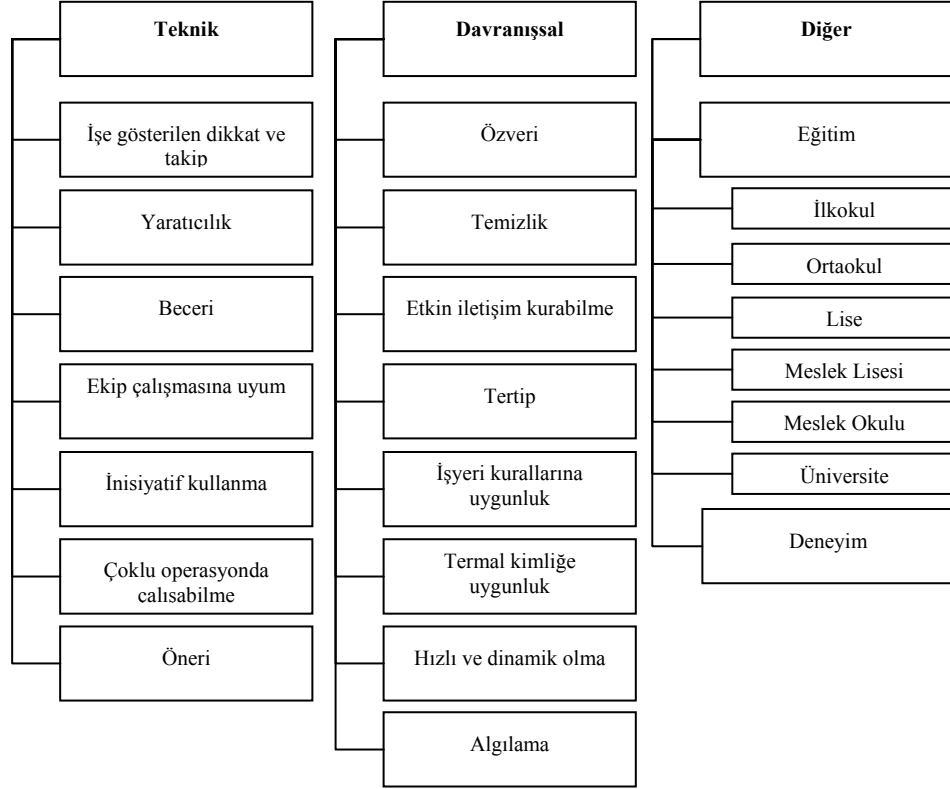 Teknik
İşe gösterilen dikkat ve
takip
Yaratıcılık
Beceri
Ekip çalışmasına uyum
İnisiyatif kullanma
Çoklu operasyonda
calısabilme
Öneri
Davranışsal
Özveri
Temizlik
Etkin iletişim kurabilme
Tertip
İşyeri kurallarına
uygunluk
Termal kimliğe
uygunluk
Hızlı ve dinamik olma
Algılama
Diğer
Eğitim
İlkokul
Ortaokul
Lise
Meslek Lisesi
Meslek Okulu
Üniversite
Deneyim